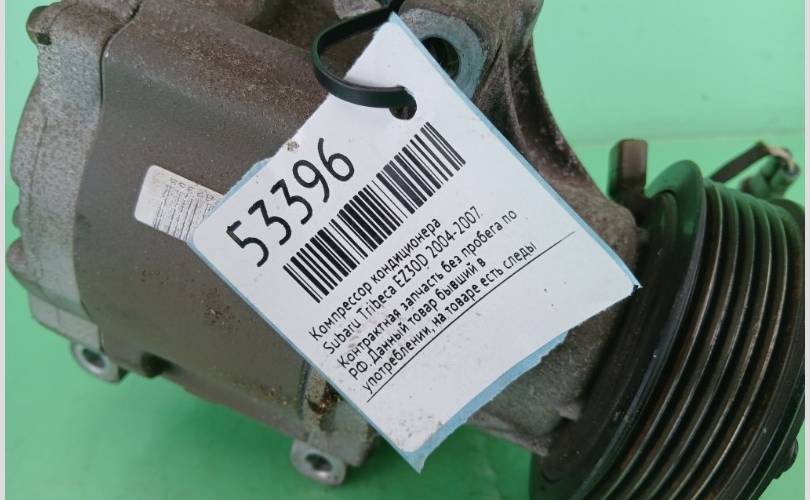 53396
Компрессор кондиционера
Subaru Tribeca EZ30D 2004-2007.
Контрактная запчасть без пробега по
РФ. Данный товар бывший в
употреблении, на товаре есть следы